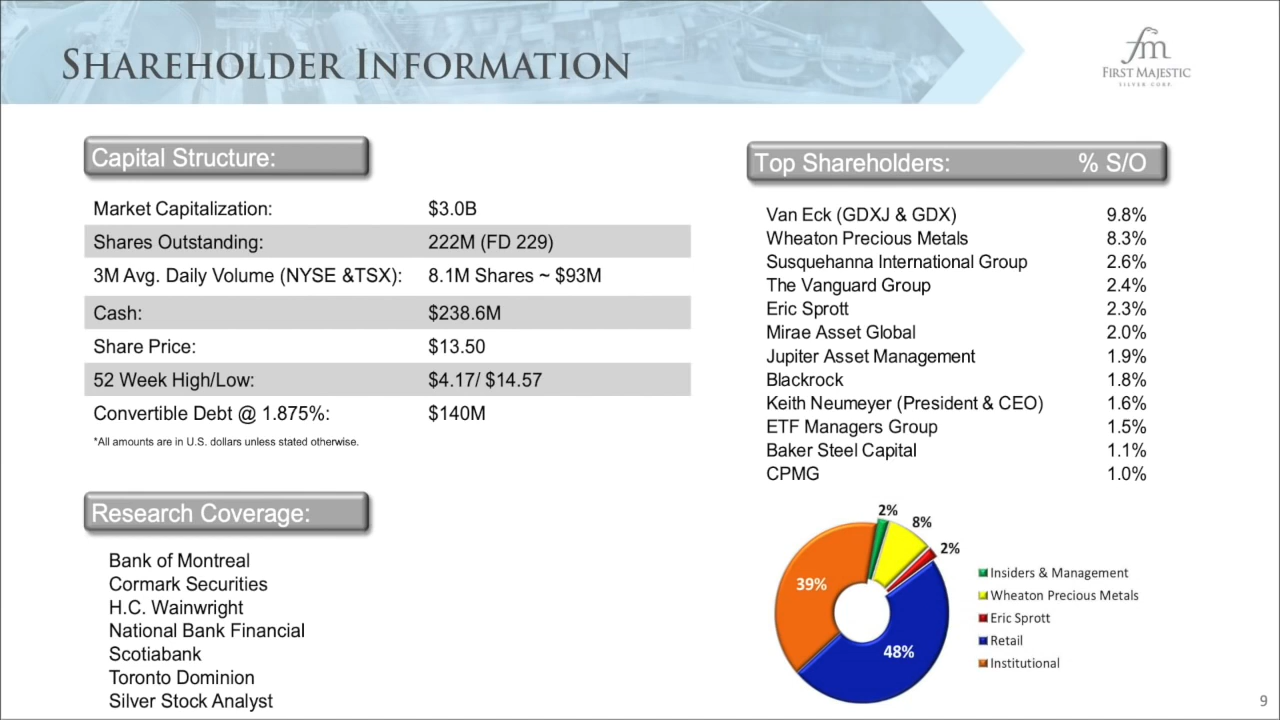 SHAREHOLDER INFORMATION
fm
FIRST MAJESTIC
SILVER CORP.
Capital Structure:
Market Capitalization: $3.0B
Shares Outstanding: 222M (FD 229)
3M Avg. Daily Volume (NYSE &TSX): 8.1M Shares ~ $93M
Cash: $238.6M
Share Price: $13.50
52 Week High/Low: $4.17/ $14.57
Convertible Debt @ 1.875%: $140M
*All amounts are in U.S. dollars unless stated otherwise.
Research Coverage:
Bank of Montreal
Cormark Securities
H.C. Wainwright
National Bank Financial
Scotiabank
Toronto Dominion
Silver Stock Analyst
Top Shareholders: % S/O
Van Eck (GDXJ & GDX) 9.8%
Wheaton Precious Metals 8.3%
Susquehanna International Group 2.6%
The Vanguard Group 2.4%
Eric Sprott 2.3%
Mirae Asset Global 2.0%
Jupiter Asset Management 1.9%
Blackrock 1.8%
Keith Neumeyer (President & CEO) 1.6%
ETF Managers Group 1.5%
Baker Steel Capital 1.1%
CPMG 1.0%
2%
8%
2%
39%
48%
Insiders & Management
Wheaton Precious Metals
Eric Sprott
Retail
Institutional
9